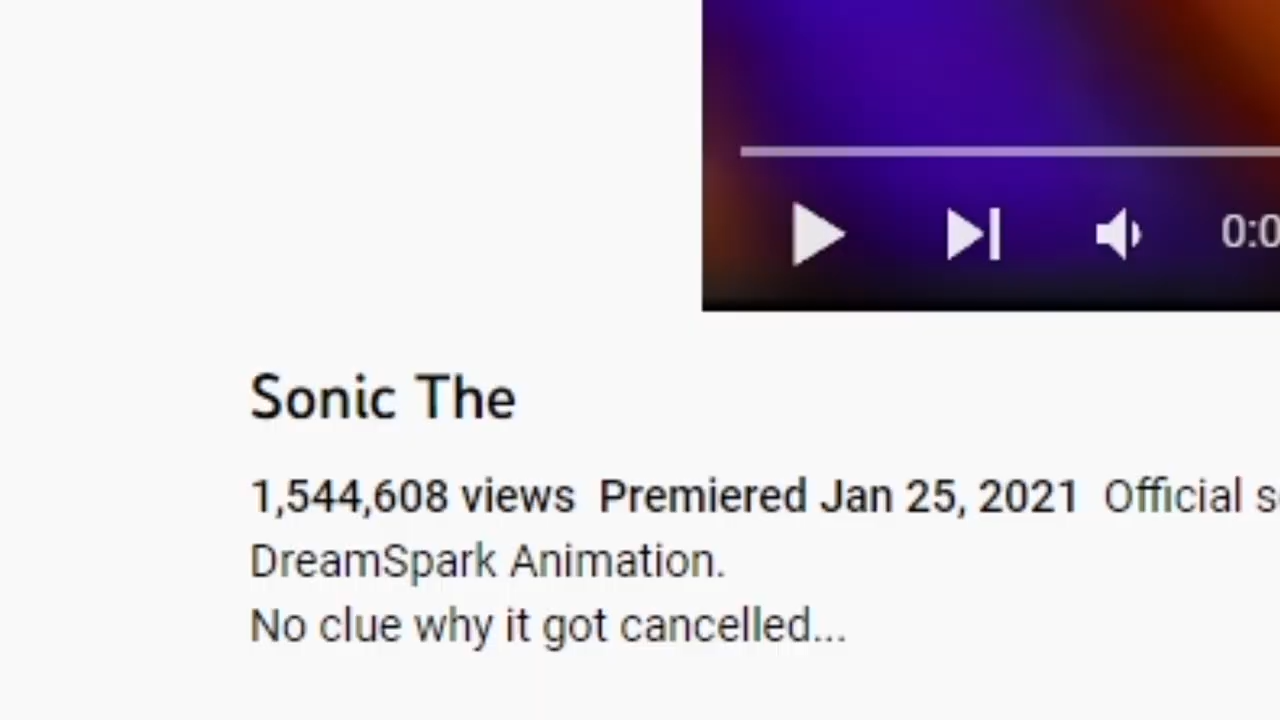 0:0
Sonic The
1,544,608 views Premiered Jan 25, 2021 Official
DreamSpark Animation.
No clue why it got cancelled...